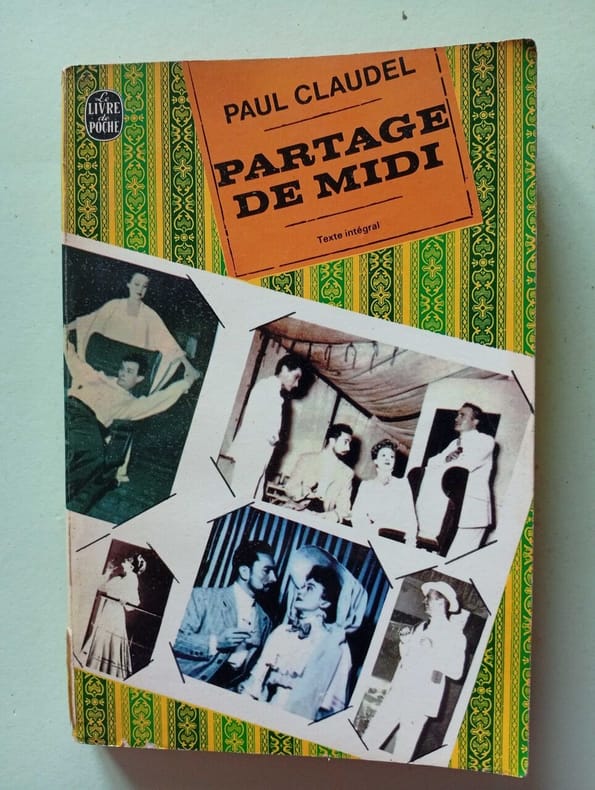 Le
LIVRE
de
POCHE
PAUL CLAUDEL
PARTAGE
DE MIDI
Texte intégral